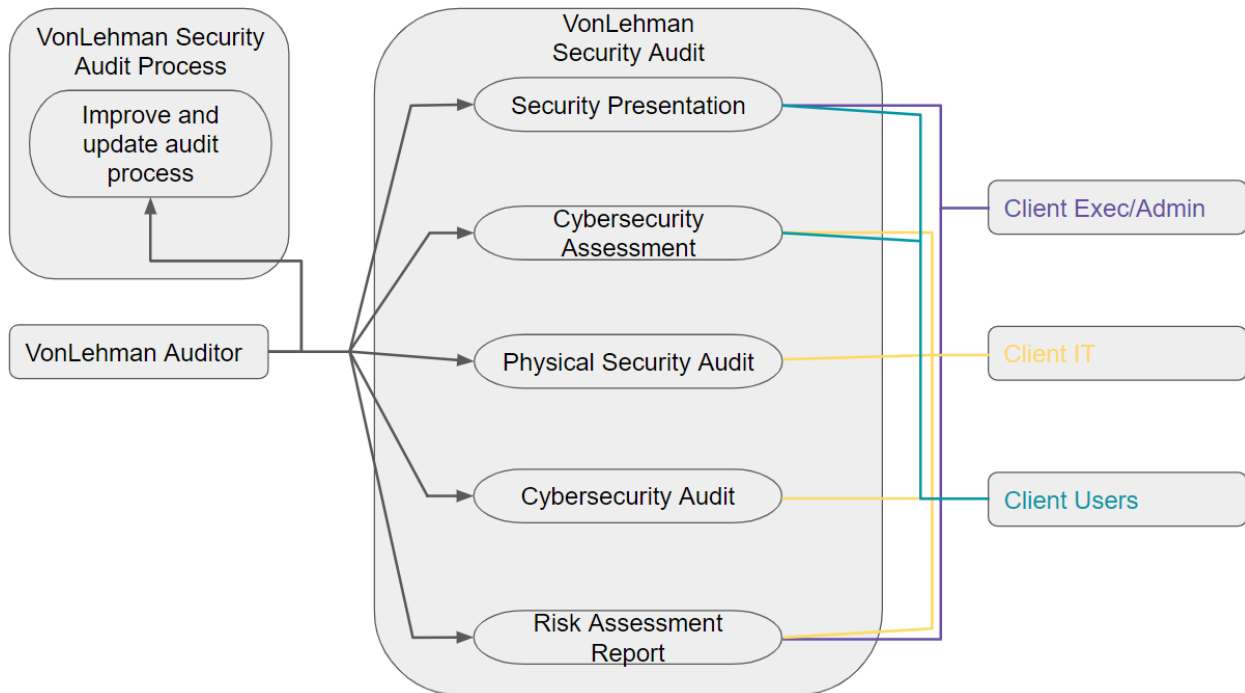 VonLehman Security
Audit Process
Improve and
update audit
process
VonLehman Auditor
VonLehman
Security Audit
Security Presentation
Cybersecurity
Assessment
Physical Security Audit
Cybersecurity Audit
Risk Assessment
Report
Client Exec/Admin
Client IT
Client Users